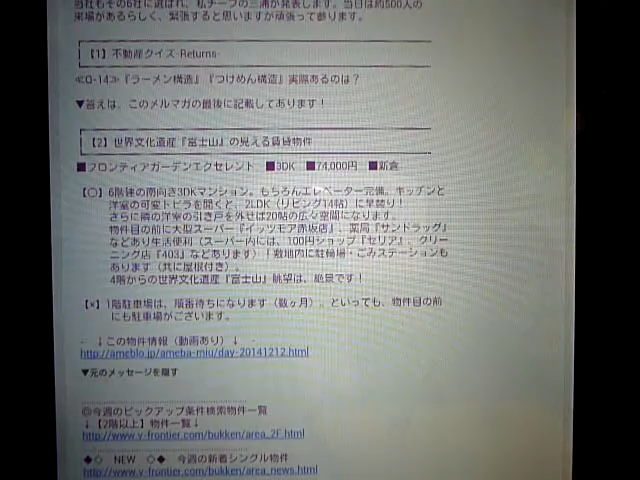 当社もその6社に選ばれ、私チーフの三浦が発表します。当日は約500人の
来場があるらしく、緊張すると思いますが頑張って参ります。
【1】不動産クイズ-Returns-
≪Q-14≫『ラーメン構造』『つけめん構造』実際あるのは？
▼答えは、このメルマガの最後に記載してあります！
【2】世界文化遺産『富士山』の見える賃貸物件
■フロンティアガーデンエクセレント ■3DK ■74,000円 ■新倉
【○】6階建の南向き3DKマンション。もちろんエレベーター完備。キッチンと
洋室の可変トビラを開くと、2LDK（リビング14帖）に早替り！
さらに隣の洋室の引き戸を外せば20帖の広々空間になります。
物件目の前に大型スーパー『イッツモア赤坂店』、薬局『サンドラッグ』
などあり生活便利（スーパー内には、100円ショップ『セリア』、クリー
ニング店『403』などあります）！敷地内に駐輪場・ごみステーションも
あります（共に屋根付き）。
4階からの世界文化遺産『富士山』眺望は、絶景です！
【×】1階駐車場は、順番待ちになります（数ヶ月）。といっても、物件目の前
にも駐車場がございます。
- ↓この物件情報（動画あり）↓ -
http://ameblo.jp/ameba-miu/day-20141212.html
▼元のメッセージを隠す
◎今週のピックアップ条件検索物件一覧
↓【2階以上】物件一覧↓
http://www.y-frontier.com/bukken/area_2F.html
◆◇ NEW ◇◆ 今週の新着シングル物件
http://www.y-frontier.com/bukken/area_news.html